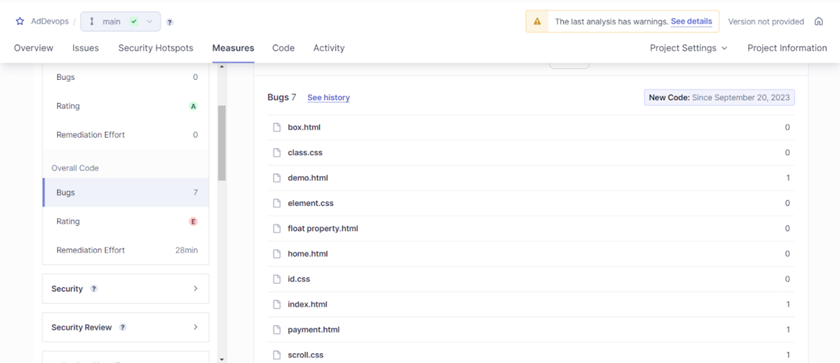 AdDevops / main
The last analysis has warnings. See details
Version not provided
Overview Issues Security Hotspots Measures Code Activity Project Settings Project Information
Bugs 0
Rating A
Remediation Effort 0
Overall Code
Bugs 7
Rating E
Remediation Effort 28min
Security ?
Security Review ?
Bugs 7 See history
New Code: Since September 20, 2023
box.html 0
class.css 0
demo.html 1
element.css 0
float property.html 0
home.html 0
id.css 0
index.html 1
payment.html 1
scroll.css 1